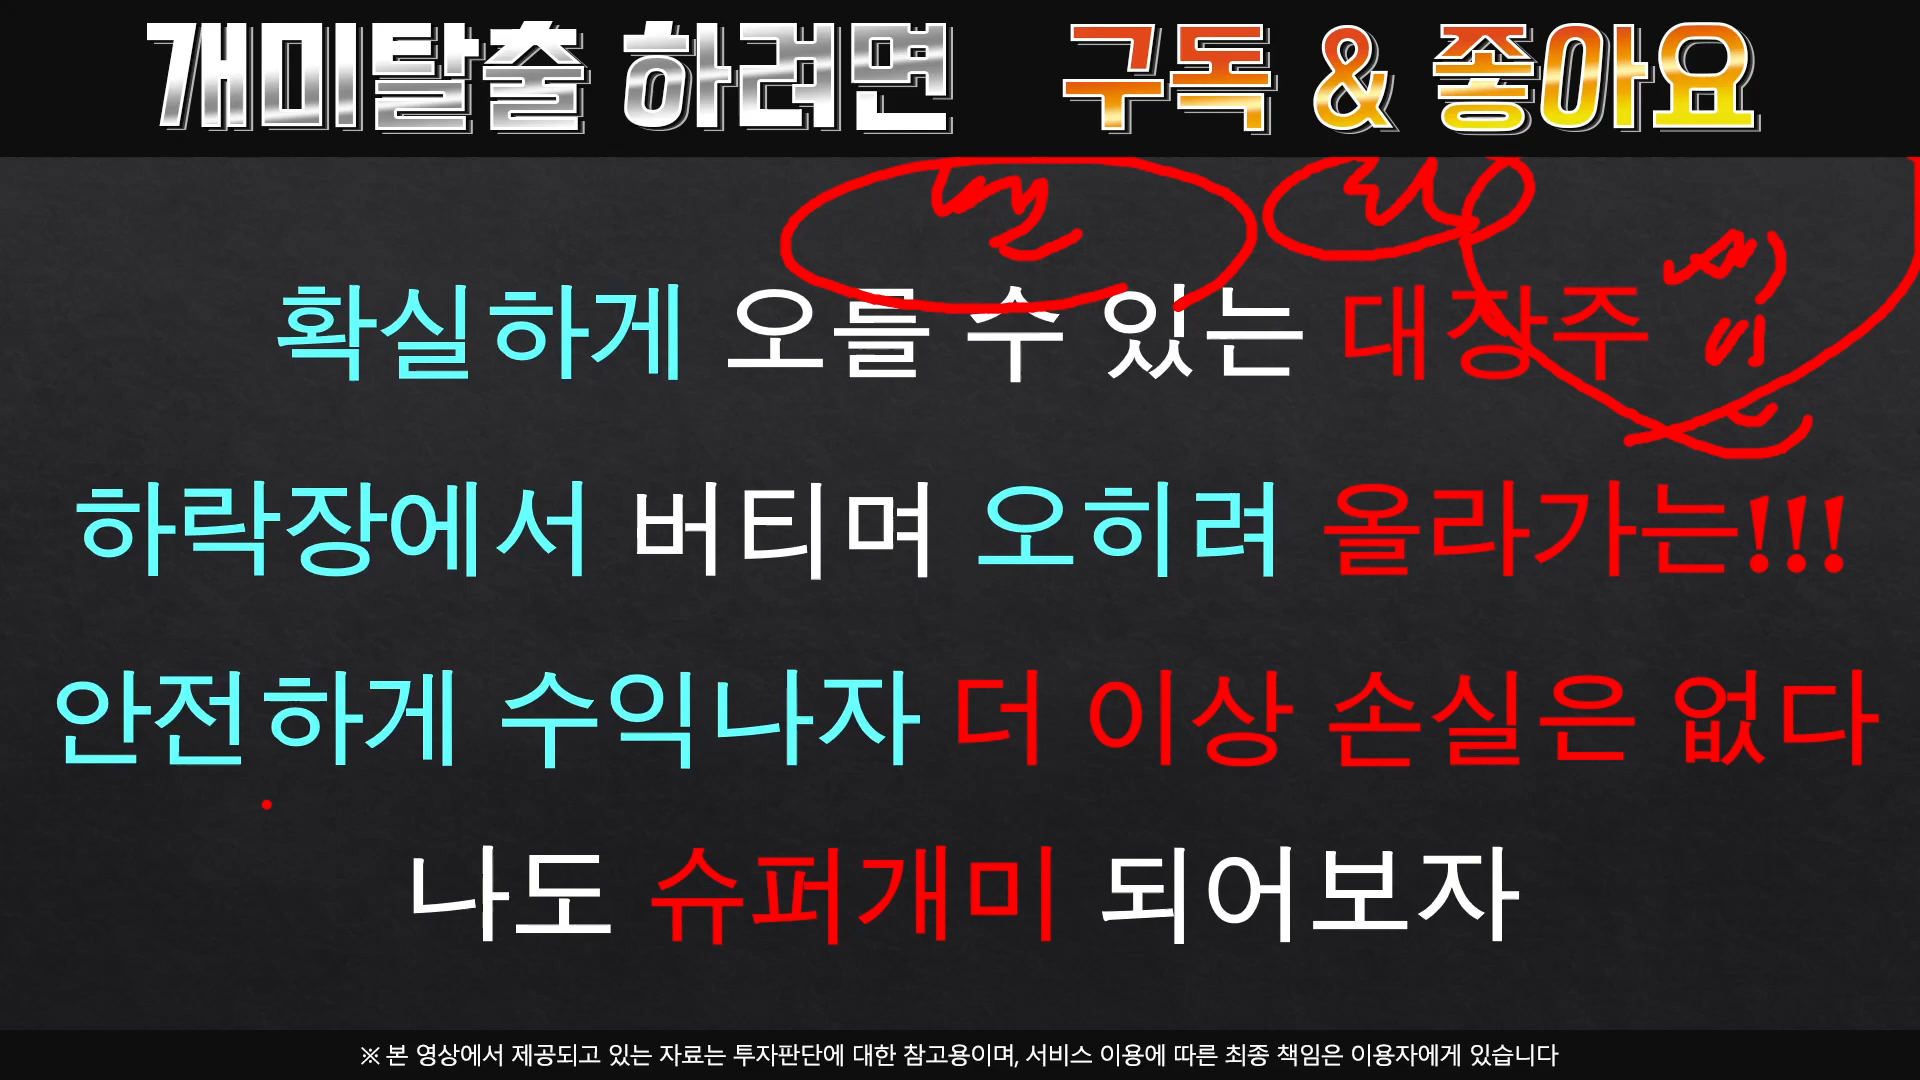 개미탈출 하려면 구독 & 좋아요
확실하게 오를 수 있는 대장주
하락장에서 버티며 오히려 올라가는!!!
안전하게 수익나자 더 이상 손실은 없다
나도 슈퍼개미 되어보자
※ 본 영상에서 제공되고 있는 자료는 투자판단에 대한 참고용이며, 서비스 이용에 따른 최종 책임은 이용자에게 있습니다